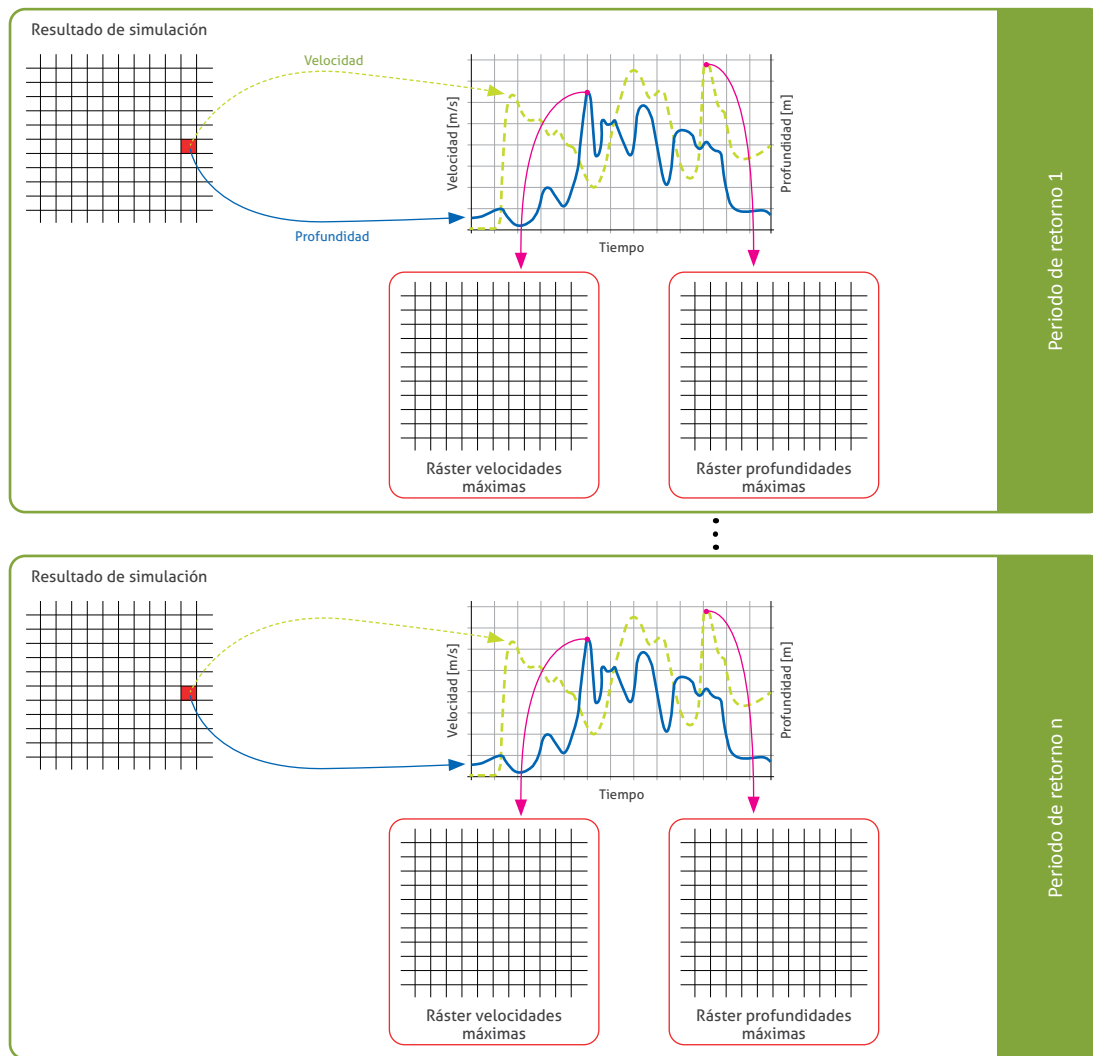 Resultado de simulación
Velocidad
Profundidad
Velocidad [m/s]
Profundidad [m]
Tiempo
Ráster velocidades
máximas
Ráster profundidades
máximas
Periodo de retorno 1
Resultado de simulación
Velocidad [m/s]
Profundidad [m]
Tiempo
Ráster velocidades
máximas
Ráster profundidades
máximas
Periodo de retorno n